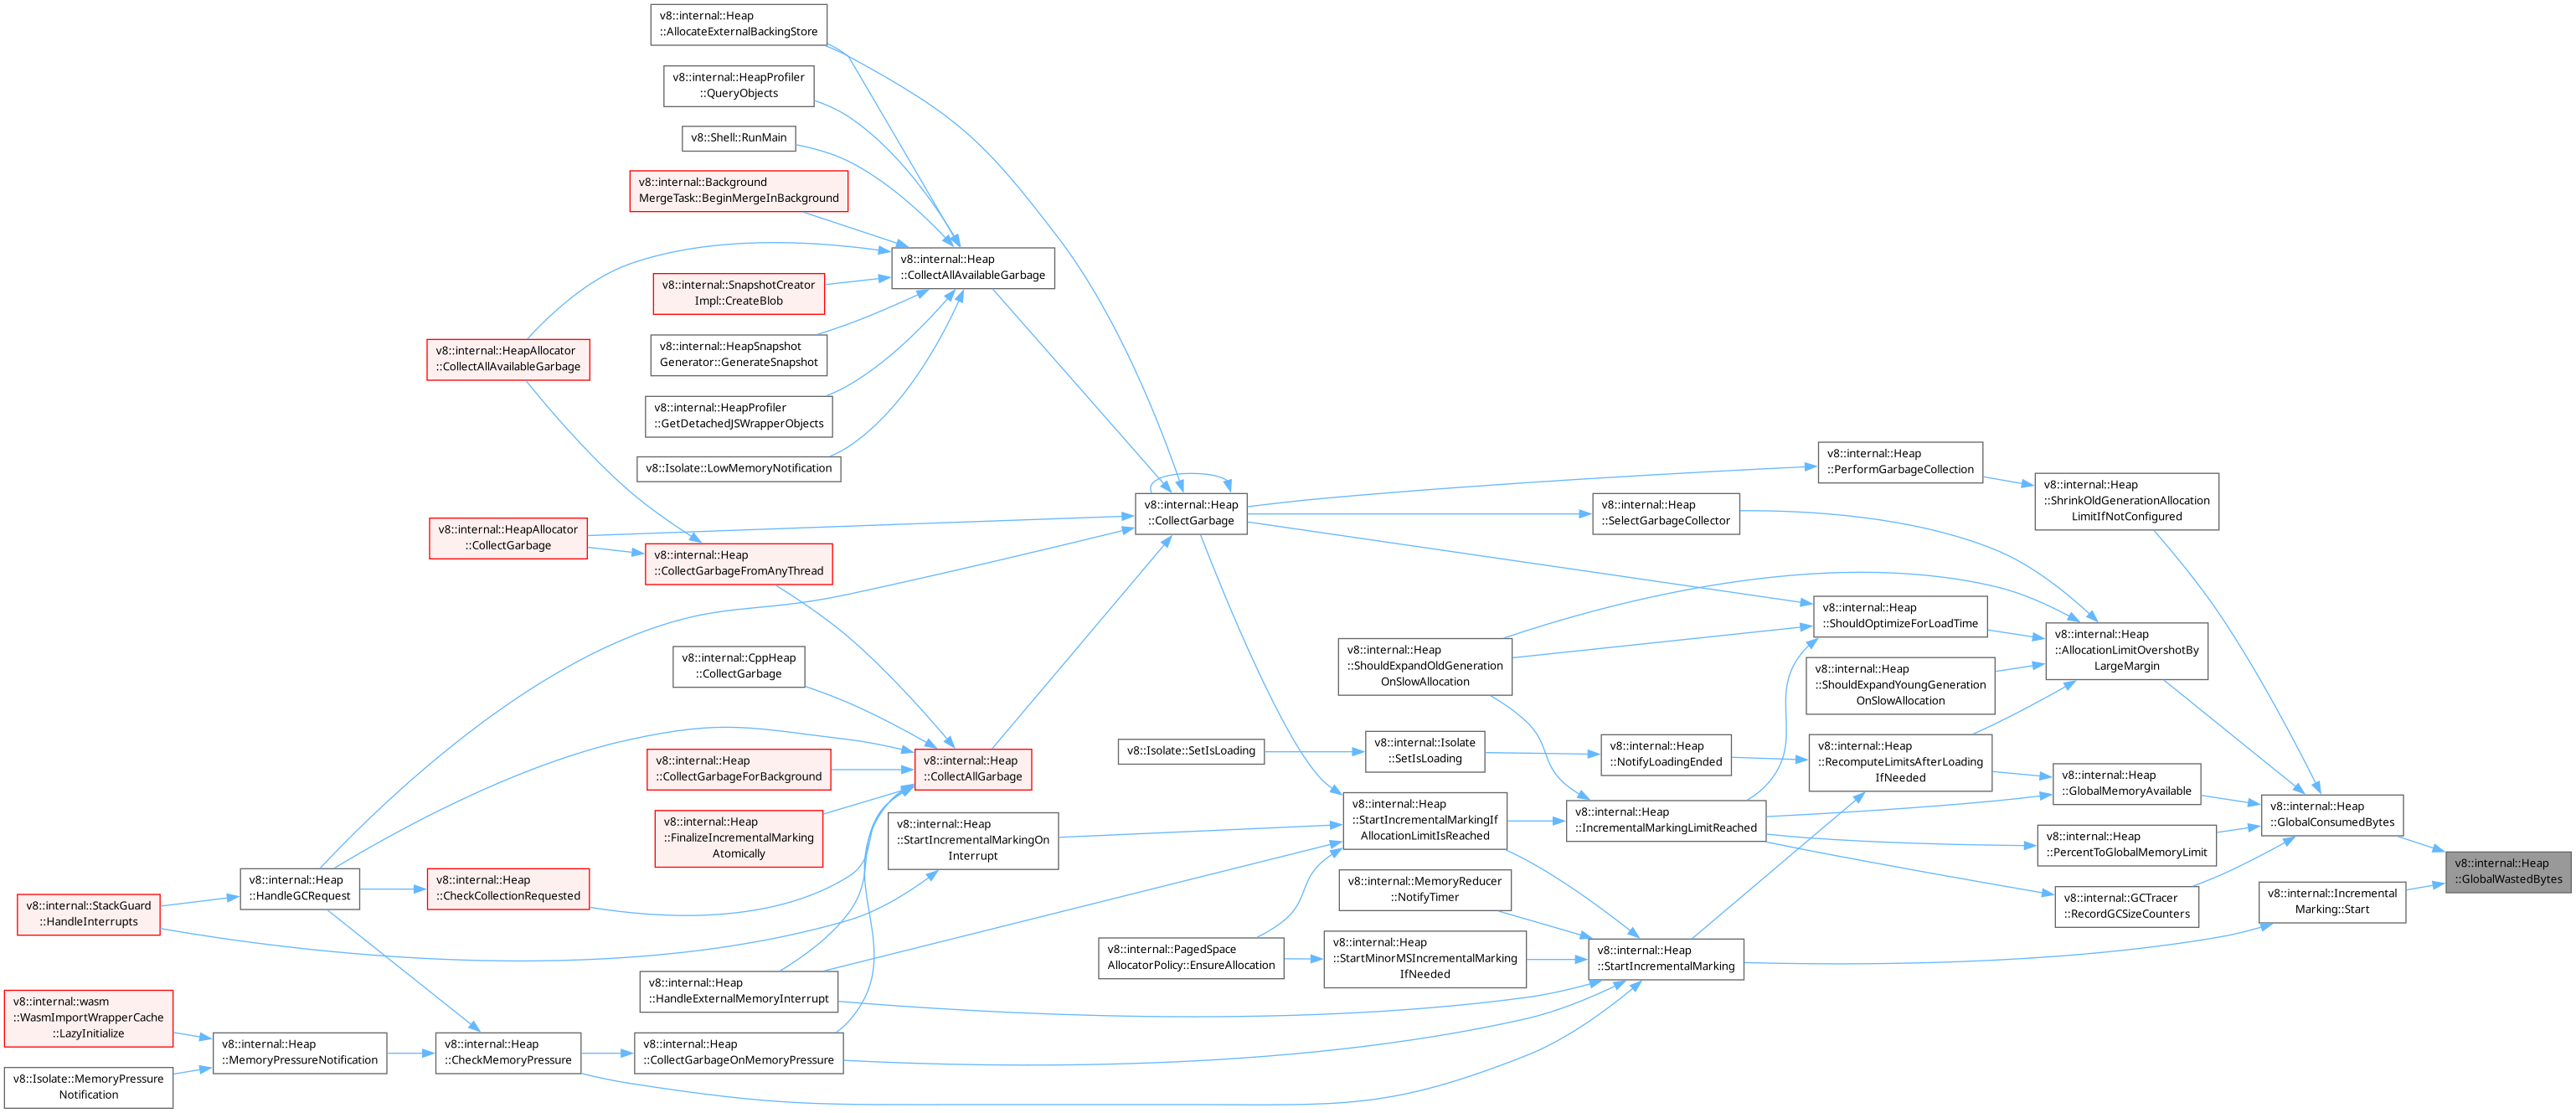 v8::internal::Heap
::AllocateExternalBackingStore
v8::internal::HeapProfiler
::QueryObjects
v8::Shell::RunMain
v8::internal::Background
MergeTask::BeginMergeInBackground
v8::internal::Heap
::CollectAllAvailableGarbage
v8::internal::SnapshotCreator
Impl::CreateBlob
v8::internal::HeapSnapshot
Generator::GenerateSnapshot
v8::internal::HeapAllocator
::CollectAllAvailableGarbage
v8::internal::HeapProfiler
::GetDetachedJSWrapperObjects
v8::Isolate::LowMemoryNotification
v8::internal::Heap
::PerformGarbageCollection
v8::internal::Heap
::ShrinkOldGenerationAllocation
LimitIfNotConfigured
v8::internal::Heap
::CollectGarbage
v8::internal::Heap
::SelectGarbageCollector
v8::internal::HeapAllocator
::CollectGarbage
v8::internal::Heap
::CollectGarbageFromAnyThread
v8::internal::Heap
::ShouldOptimizeForLoadTime
v8::internal::Heap
::AllocationLimitOvershotBy
LargeMargin
v8::internal::CppHeap
::CollectGarbage
v8::internal::Heap
::ShouldExpandOldGeneration
OnSlowAllocation
v8::internal::Heap
::ShouldExpandYoungGeneration
OnSlowAllocation
v8::Isolate::SetIsLoading
v8::internal::Isolate
::SetIsLoading
v8::internal::Heap
::NotifyLoadingEnded
v8::internal::Heap
::RecomputeLimitsAfterLoading
IfNeeded
v8::internal::Heap
::CollectGarbageForBackground
v8::internal::Heap
::CollectAllGarbage
v8::internal::Heap
::GlobalMemoryAvailable
v8::internal::Heap
::GlobalConsumedBytes
v8::internal::Heap
::FinalizeIncrementalMarking
Atomically
v8::internal::Heap
::StartIncrementalMarkingOn
Interrupt
v8::internal::Heap
::StartIncrementalMarkingIf
AllocationLimitIsReached
v8::internal::Heap
::IncrementalMarkingLimitReached
v8::internal::Heap
::PercentToGlobalMemoryLimit
v8::internal::Heap
::GlobalWastedBytes
v8::internal::Heap
::HandleGCRequest
v8::internal::Heap
::CheckCollectionRequested
v8::internal::MemoryReducer
::NotifyTimer
v8::internal::GCTracer
::RecordGCSizeCounters
v8::internal::Incremental
Marking::Start
v8::internal::StackGuard
::HandleInterrupts
v8::internal::PagedSpace
AllocatorPolicy::EnsureAllocation
v8::internal::Heap
::StartMinorMSIncrementalMarking
IfNeeded
v8::internal::Heap
::StartIncrementalMarking
v8::internal::Heap
::HandleExternalMemoryInterrupt
v8::internal::wasm
::WasmImportWrapperCache
::LazyInitialize
v8::internal::Heap
::MemoryPressureNotification
v8::internal::Heap
::CheckMemoryPressure
v8::internal::Heap
::CollectGarbageOnMemoryPressure
v8::Isolate::MemoryPressure
Notification